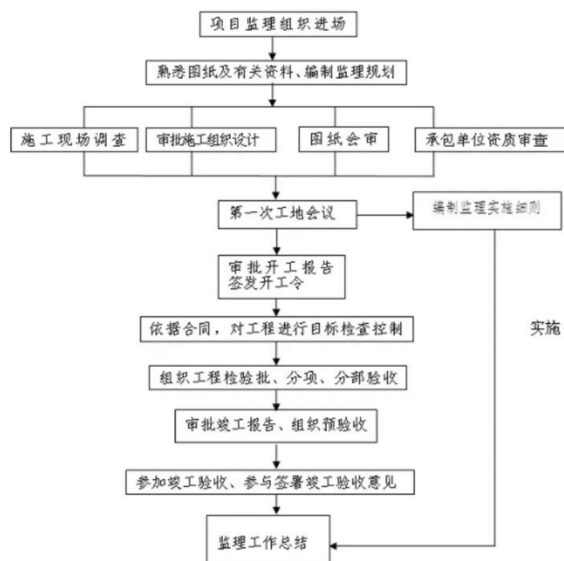 项目监理组织进场
熟悉图纸及有关资料、编制监理规划
施工现场调查
审批施工组织设计
图纸会审
承包单位资质审查
第一次工地会议
编制监理实施细则
审批开工报告
签发开工令
依据合同，对工程进行目标检查控制
实施
组织工程检验批、分项、分部验收
审批竣工报告、组织预验收
参加竣工验收、参与签署竣工验收意见
监理工作总结